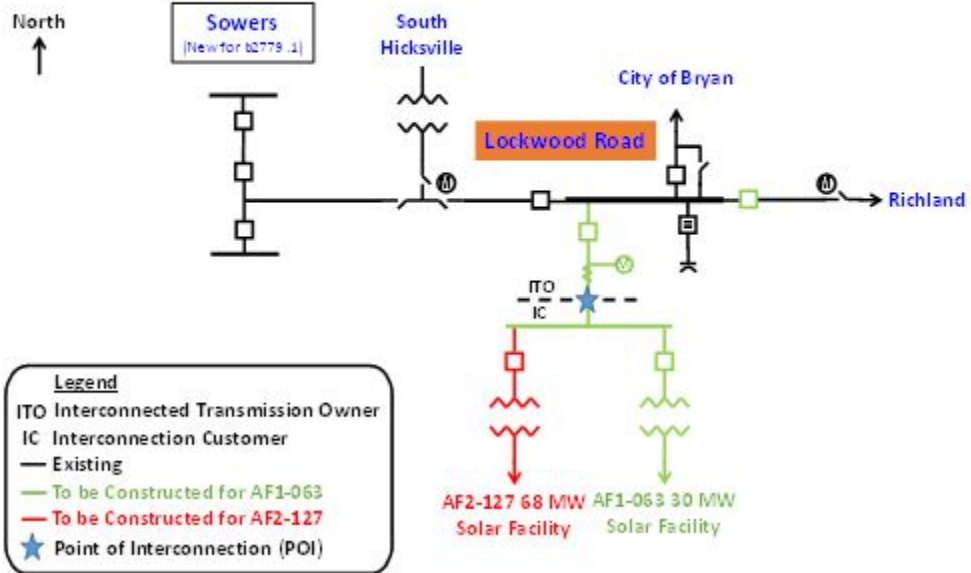 North
Sowers
(New for b2779 .1)
South
Hicksville
City of Bryan
Lockwood Road
M
M
Richland
M
ITO
IC
Legend
ITO Interconnected Transmission Owner
IC Interconnection Customer
Existing
To be Constructed for AF1-063
To be Constructed for AF2-127
Point of Interconnection (POI)
AF2-127 68 MW
Solar Facility
AF1-063 30 MW
Solar Facility